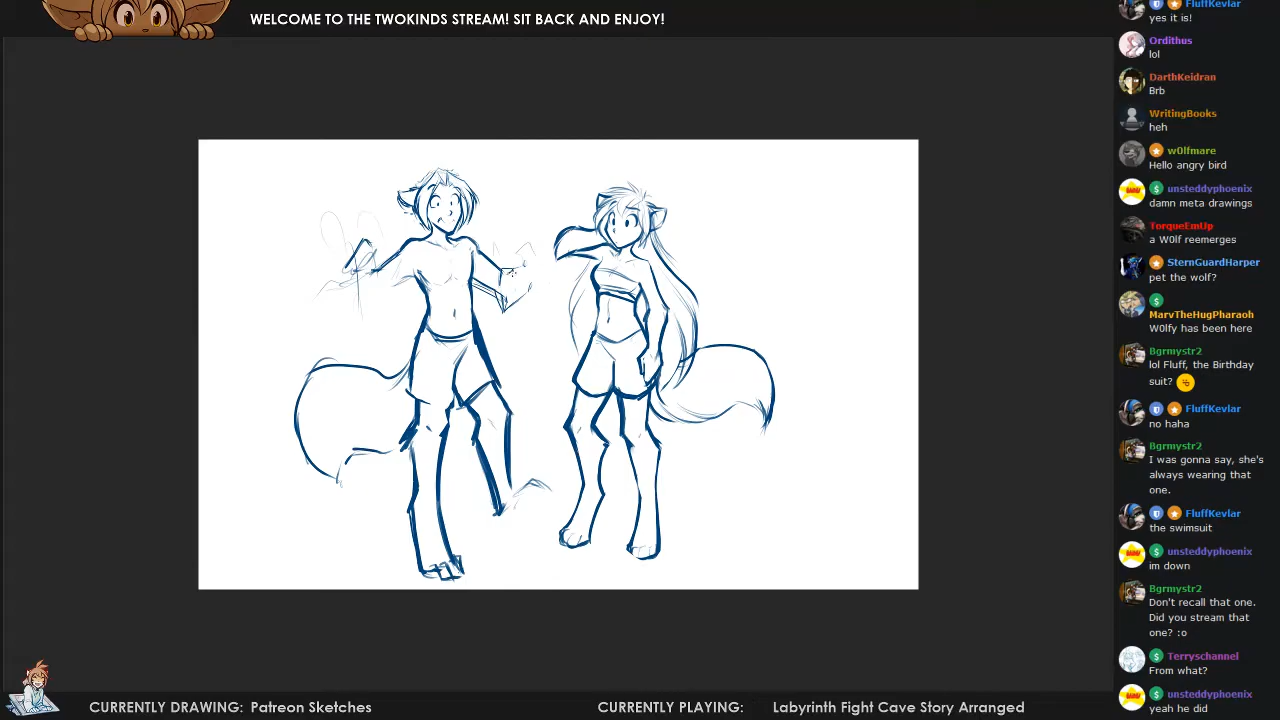 WELCOME TO THE TWOKINDS STREAM! SIT BACK AND ENJOY!
FluffKevlar
yes it is!
Ordithus
lol
DarthKeidran
Brb
WritingBooks
heh
w0lfmare
Hello angry bird
unsteddyphoenix
damn meta drawings
TorqueEmUp
a W0lf reemerges
SternGuardHarper
pet the wolf?
MarvTheHugPharaoh
W0lfy has been here
Bgrmystr2
lol Fluff, the Birthday
suit?
FluffKevlar
no haha
Bgrmystr2
I was gonna say, she's
always wearing that
one.
FluffKevlar
the swimsuit
unsteddyphoenix
im down
Bgrmystr2
Don't recall that one.
Did you stream that
one? :o
Terryschannel
From what?
unsteddyphoenix
yeah he did
CURRENTLY DRAWING: Patreon Sketches
CURRENTLY PLAYING: Labyrinth Fight Cave Story Arranged